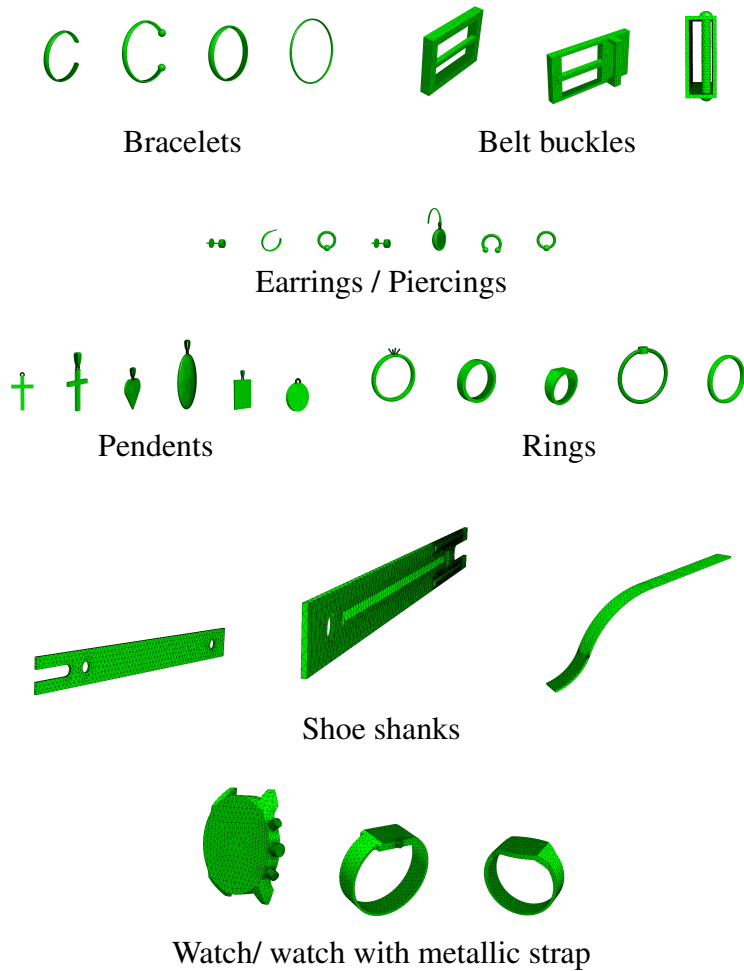 Bracelets
Belt buckles
Earrings / Piercings
Pendents
Rings
Shoe shanks
Watch/ watch with metallic strap